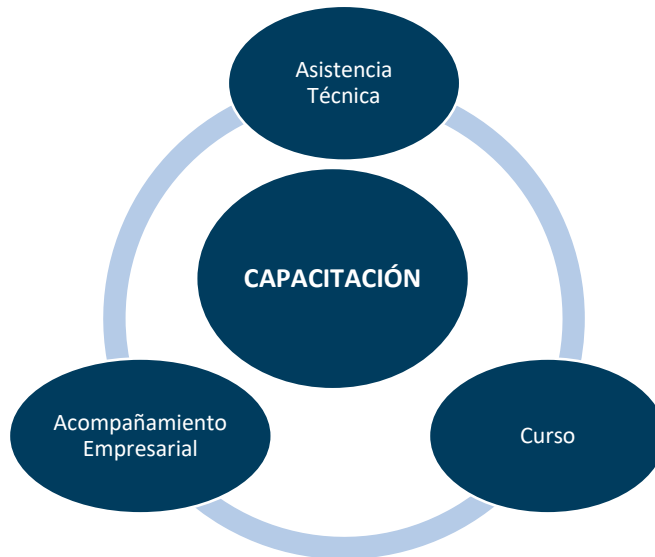 Asistencia
Técnica
CAPACITACIÓN
Acompañamiento
Empresarial
Curso